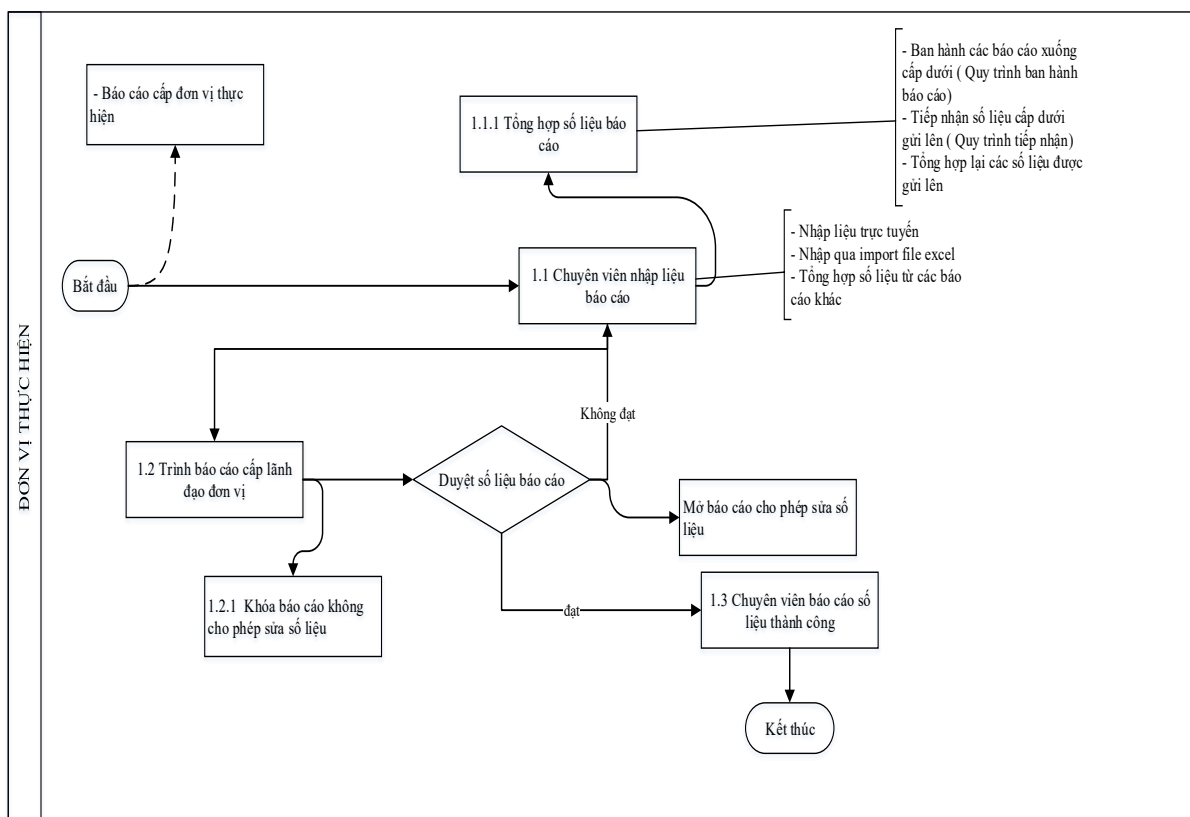 ĐƠN VỊ THỰC HIỆN
- Báo cáo cấp đơn vị thực
hiện
1.1.1 Tổng hợp số liệu báo
cáo
- Ban hành các báo cáo xuống
cấp dưới ( Quy trình ban hành
báo cáo)
- Tiếp nhận số liệu cấp dưới
gửi lên ( Quy trình tiếp nhận)
- Tổng hợp lại các số liệu được
gửi lên
Bắt đầu
1.1 Chuyên viên nhập liệu
báo cáo
- Nhập liệu trực tuyến
- Nhập qua import file excel
- Tổng hợp số liệu từ các báo
cáo khác
Không đạt
1.2 Trình báo cáo cấp lãnh
đạo đơn vị
Duyệt số liệu báo cáo
Mở báo cáo cho phép sửa số
liệu
1.2.1 Khóa báo cáo không
cho phép sửa số liệu
đạt
1.3 Chuyên viên báo cáo số
liệu thành công
Kết thúc